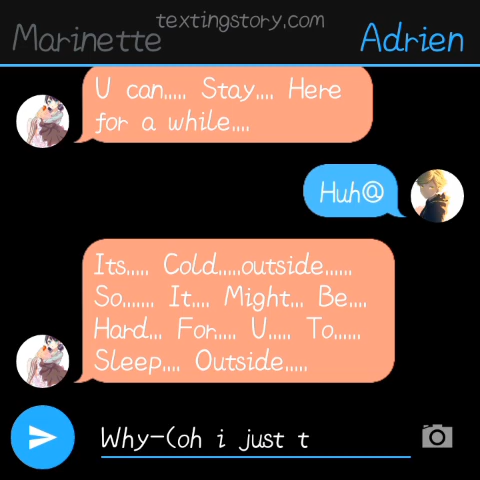 textingstory.com
Marinette
Adrien
U can,,,,, Stay,,,, Here
for a while,,,,
Huh@
Its,,,,, Cold,,,,,outside,,,,,,
So,,,,,,, It,,,, Might,,, Be,,,,
Hard,,, For,,,,, U,,,,, To,,,,,,
Sleep,,,, Outside,,,,,
Why-(oh i just t